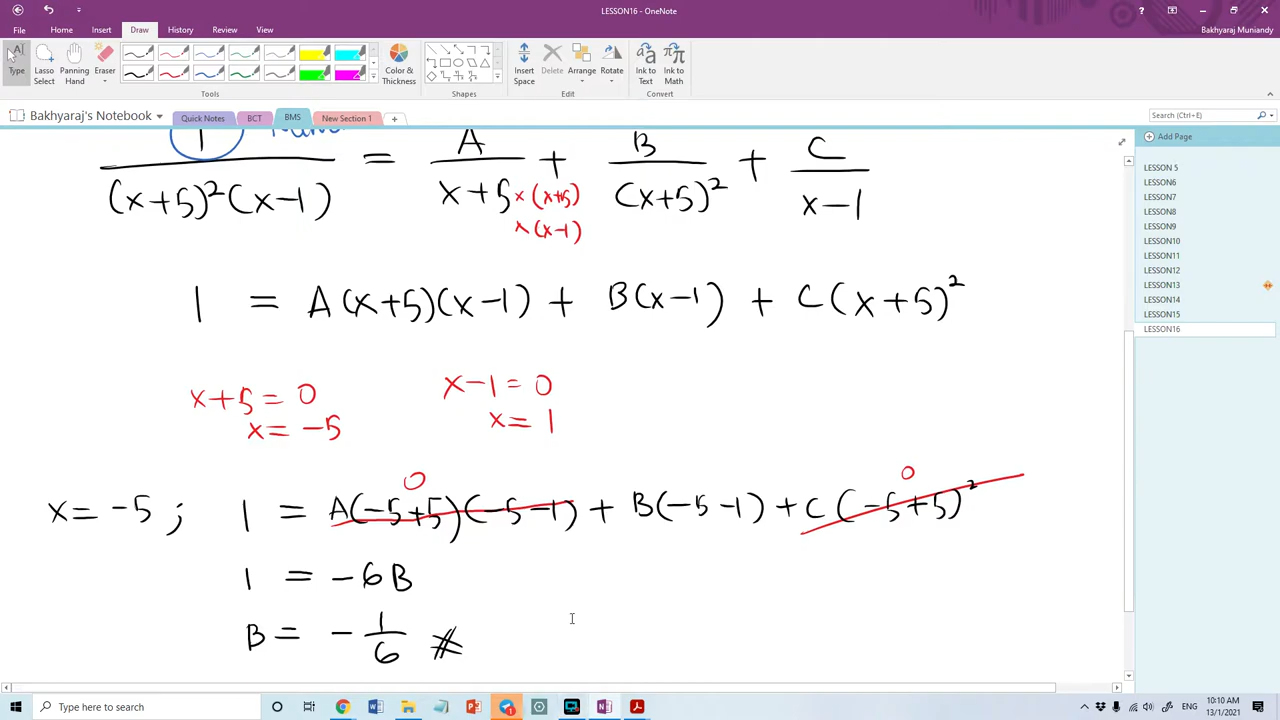 LESSON16 - OneNote
Bakhyaraj Muniandy
File Home Insert Draw History Review View
Type Lasso Select Panning Hand Eraser Color & Thickness Insert Space Delete Arrange Rotate Ink to Text Ink to Math
Tools Shapes Edit Convert
Bakhyaraj's Notebook Quick Notes BCT BMS New Section 1
Search (Ctrl+E)
Add Page
LESSON 5
LESSON6
LESSON7
LESSON8
LESSON9
LESSON10
LESSON11
LESSON12
LESSON13
LESSON14
LESSON15
LESSON16
1/((x+5)²(x-1)) = A/(x+5) + B/(x+5)² + C/(x-1)
×(x+5)
×(x-1)
1 = A(x+5)(x-1) + B(x-1) + C(x+5)²
x+5=0
x=-5
x-1=0
x=1
0 0
x=-5; 1 = A(-5+5)(-5-1) + B(-5-1) + C(-5+5)²
1 = -6B
B = -1/6 #
Type here to search
10:10 AM
13/1/2021